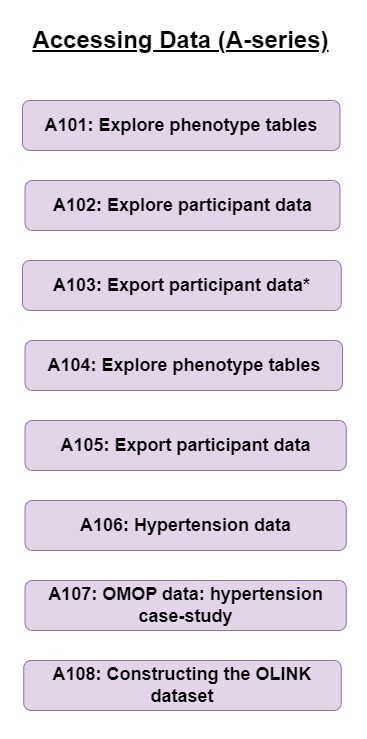 Accessing Data (A-series)
A101: Explore phenotype tables
A102: Explore participant data
A103: Export participant data*
A104: Explore phenotype tables
A105: Export participant data
A106: Hypertension data
A107: OMOP data: hypertension
case-study
A108: Constructing the OLINK
dataset